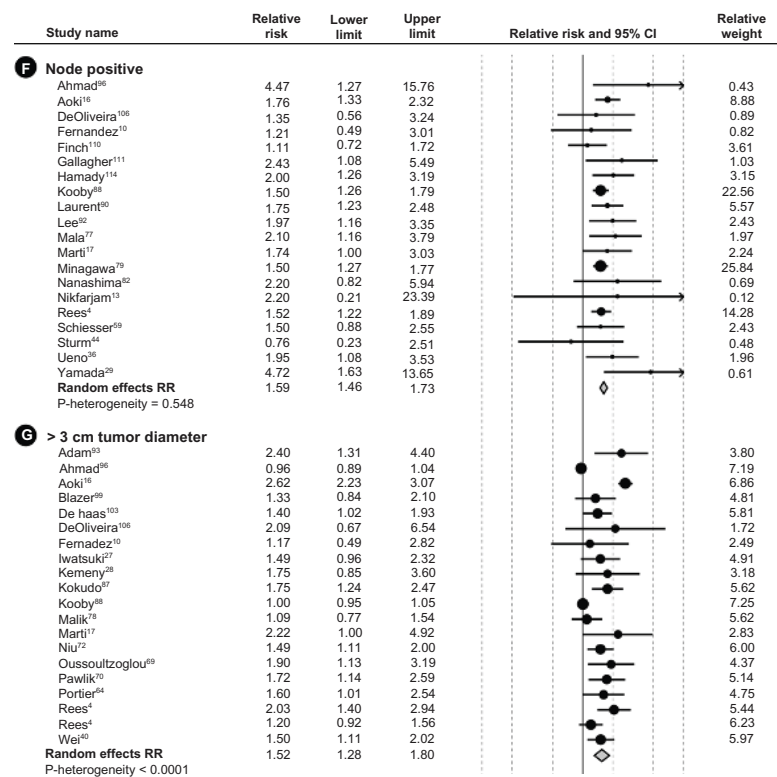 Study name Relative risk Lower limit Upper limit Relative risk and 95% CI Relative weight
F Node positive
Ahmad96 4.47 1.27 15.76 0.43
Aoki16 1.76 1.33 2.32 8.88
DeOliveira106 1.35 0.56 3.24 0.89
Fernandez10 1.21 0.49 3.01 0.82
Finch110 1.11 0.72 1.72 3.61
Gallagher111 2.43 1.08 5.49 1.03
Hamady114 2.00 1.26 3.19 3.15
Kooby88 1.50 1.26 1.79 22.56
Laurent90 1.75 1.23 2.48 5.57
Lee92 1.97 1.16 3.35 2.43
Mala77 2.10 1.16 3.79 1.97
Marti17 1.74 1.00 3.03 2.24
Minagawa79 1.50 1.27 1.77 25.84
Nanashima82 2.20 0.82 5.94 0.69
Nikfarjam13 2.20 0.21 23.39 0.12
Rees4 1.52 1.22 1.89 14.28
Schiesser59 1.50 0.88 2.55 2.43
Sturm44 0.76 0.23 2.51 0.48
Ueno36 1.95 1.08 3.53 1.96
Yamada29 4.72 1.63 13.65 0.61
Random effects RR 1.59 1.46 1.73
P-heterogeneity = 0.548
G > 3 cm tumor diameter
Adam93 2.40 1.31 4.40 3.80
Ahmad96 0.96 0.89 1.04 7.19
Aoki16 2.62 2.23 3.07 6.86
Blazer99 1.33 0.84 2.10 4.81
De haas103 1.40 1.02 1.93 5.81
DeOliveira106 2.09 0.67 6.54 1.72
Fernadez10 1.17 0.49 2.82 2.49
Iwatsuki27 1.49 0.96 2.32 4.91
Kemeny28 1.75 0.85 3.60 3.18
Kokudo87 1.75 1.24 2.47 5.62
Kooby88 1.00 0.95 1.05 7.25
Malik78 1.09 0.77 1.54 5.62
Marti17 2.22 1.00 4.92 2.83
Niu72 1.49 1.11 2.00 6.00
Oussoultzoglou69 1.90 1.13 3.19 4.37
Pawlik70 1.72 1.14 2.59 5.14
Portier64 1.60 1.01 2.54 4.75
Rees4 2.03 1.40 2.94 5.44
Rees4 1.20 0.92 1.56 6.23
Wei40 1.50 1.11 2.02 5.97
Random effects RR 1.52 1.28 1.80
P-heterogeneity < 0.0001